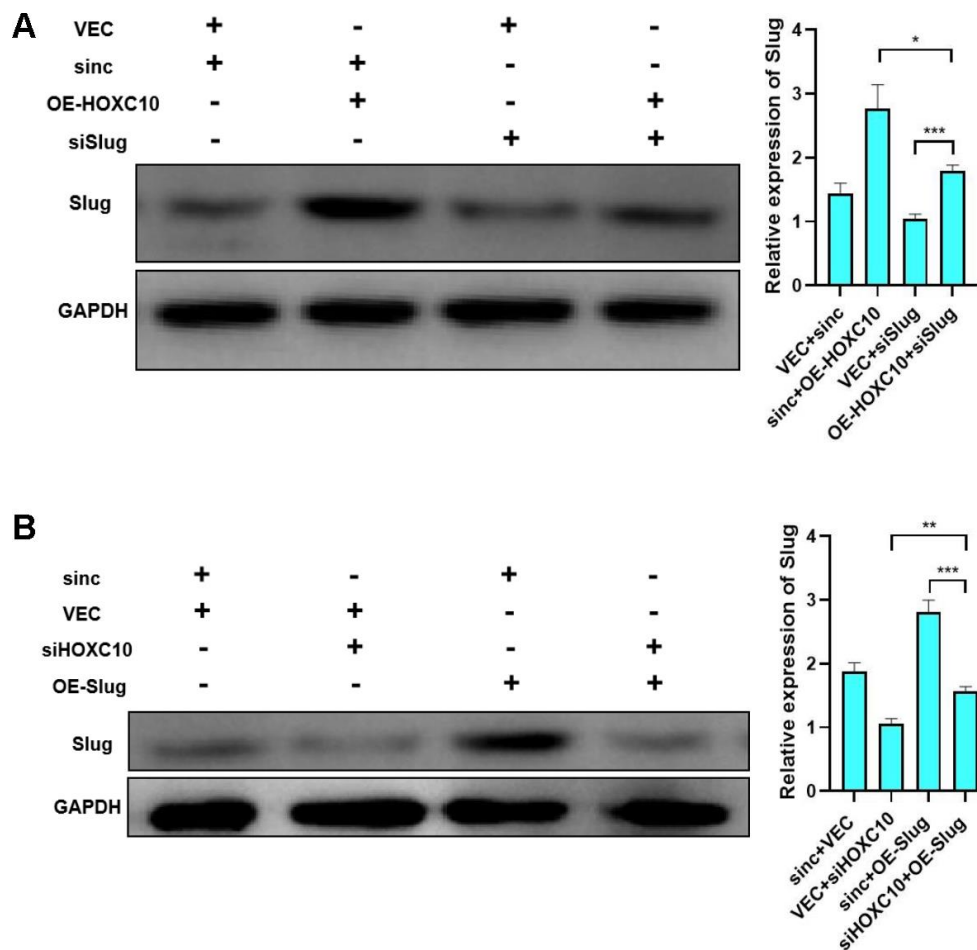 A
VEC + - + -
sinc + + - -
OE-HOXC10 - + - +
siSlug - - + +
Slug
GAPDH
Relative expression of Slug
4
3
2
1
0
*
***
VEC+sinc
sinc+OE-HOXC10
VEC+siSlug
OE-HOXC10+siSlug
B
sinc + - + -
VEC + + - -
siHOXC10 - + - +
OE-Slug - - + +
Slug
GAPDH
Relative expression of Slug
4
3
2
1
0
**
***
sinc+VEC
VEC+siHOXC10
sinc+OE-Slug
siHOXC10+OE-Slug